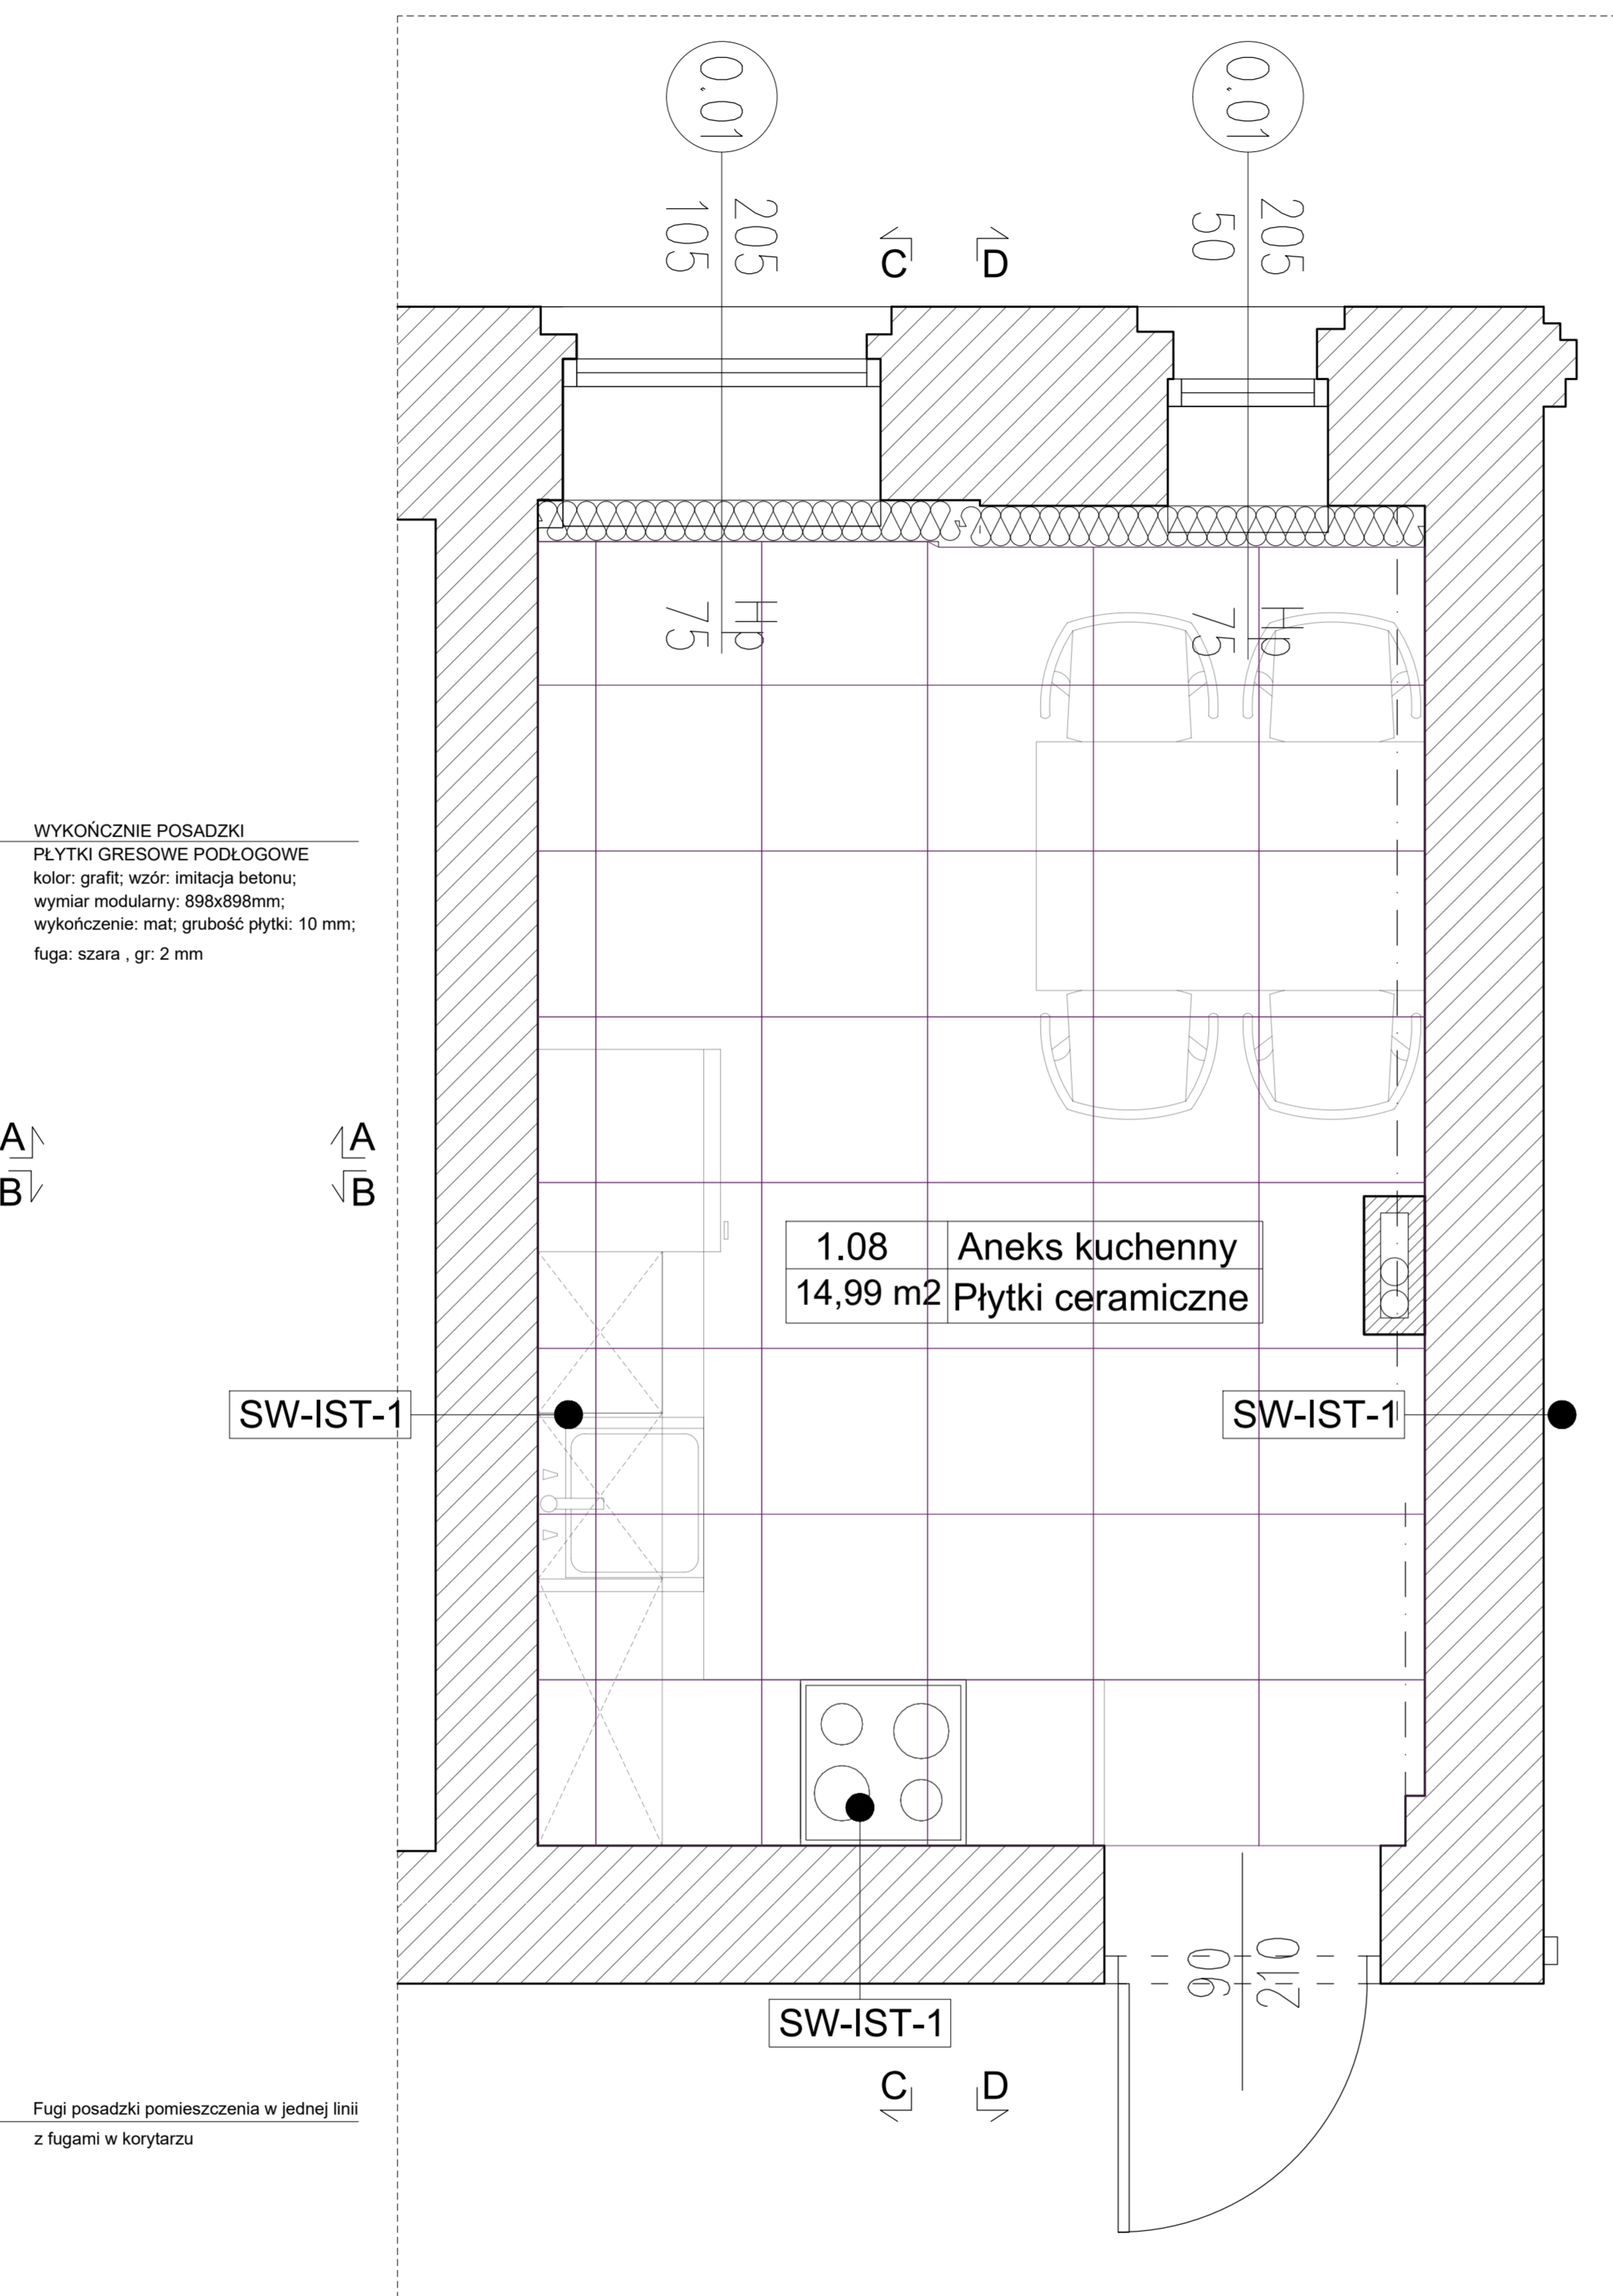 0.01
0.01
205
105
205
50
C
D
Hp
75
Hp
75
WYKOŃCZNIE POSADZKI
PŁYTKI GRESOWE PODŁOGOWE
kolor: grafit; wzór: imitacja betonu;
wymiar modularny: 898x898mm;
wykończenie: mat; grubość płytki: 10 mm;
fuga: szara , gr: 2 mm
A
A
B
B
1.08 Aneks kuchenny
14,99 m2 Płytki ceramiczne
SW-IST-1
SW-IST-1
90
210
SW-IST-1
C
D
Fugi posadzki pomieszczenia w jednej linii
z fugami w korytarzu